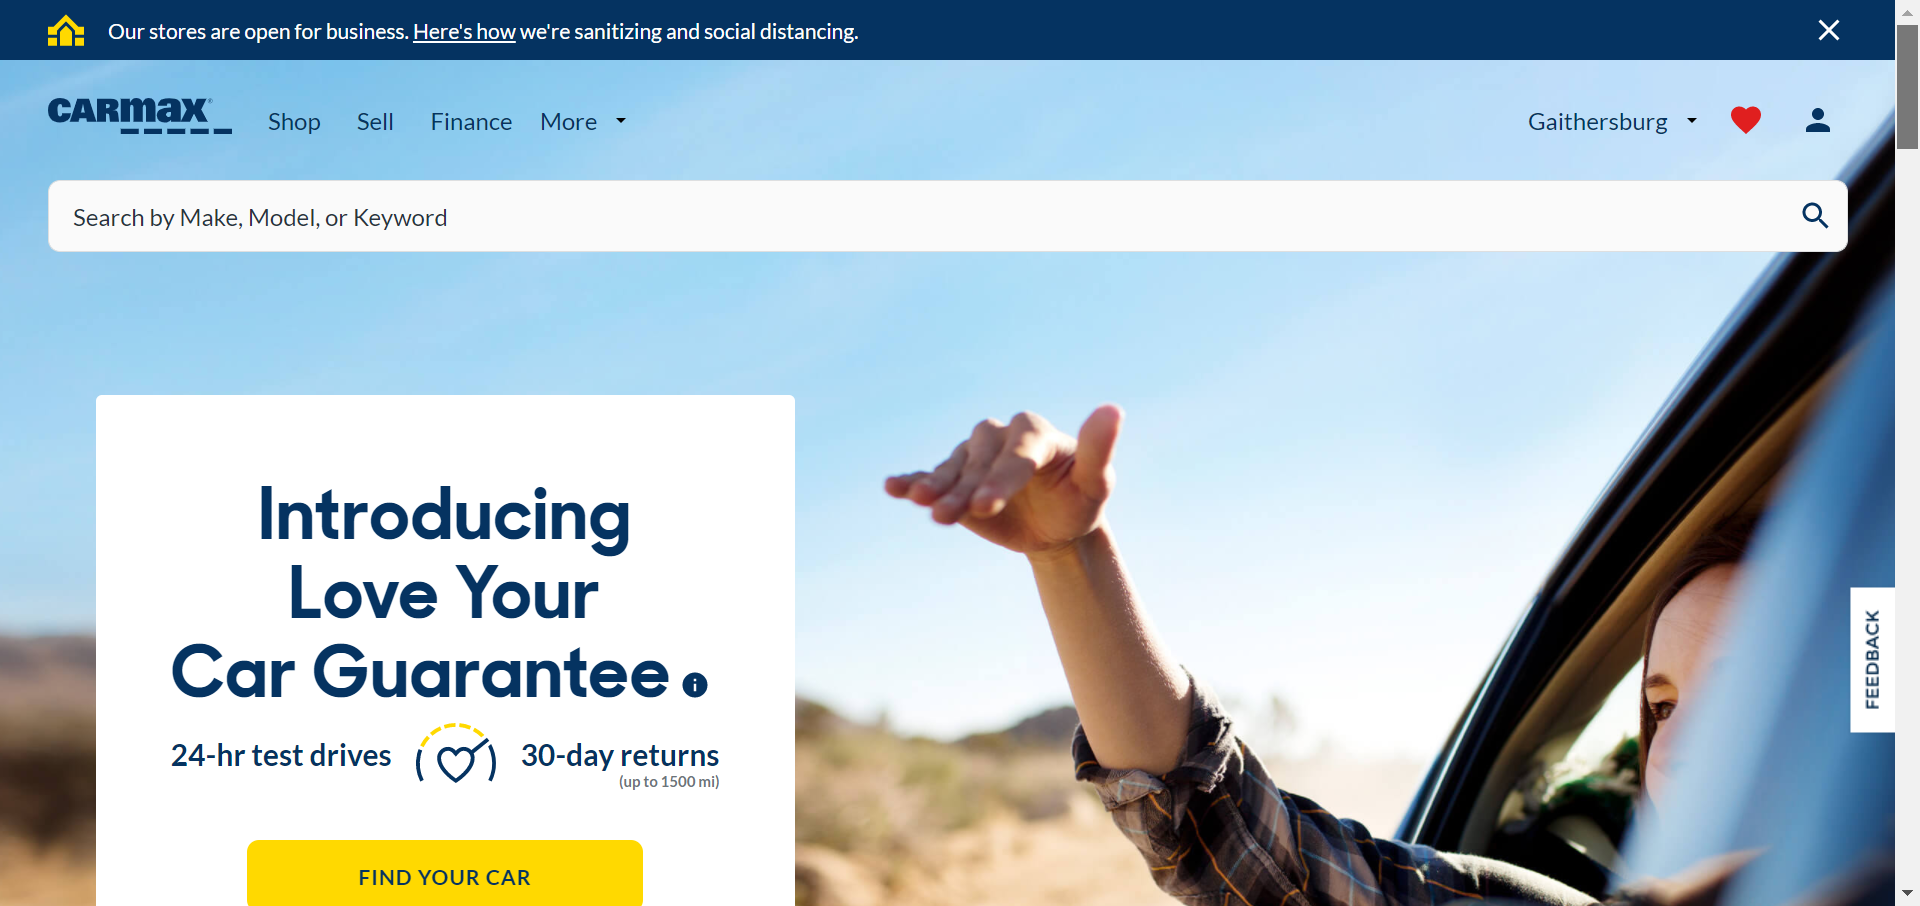 Our stores are open for business. Here's how we're sanitizing and social distancing.
CARMAX
Shop Sell Finance More Gaithersburg
Search by Make, Model, or Keyword
Introducing
Love Your
Car Guarantee
24-hr test drives 30-day returns
(up to 1500 mi)
FIND YOUR CAR
FEEDBACK